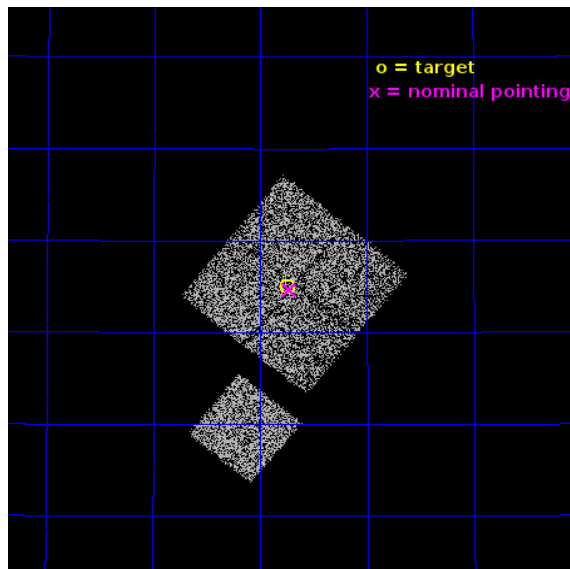 o = target
x = nominal pointing